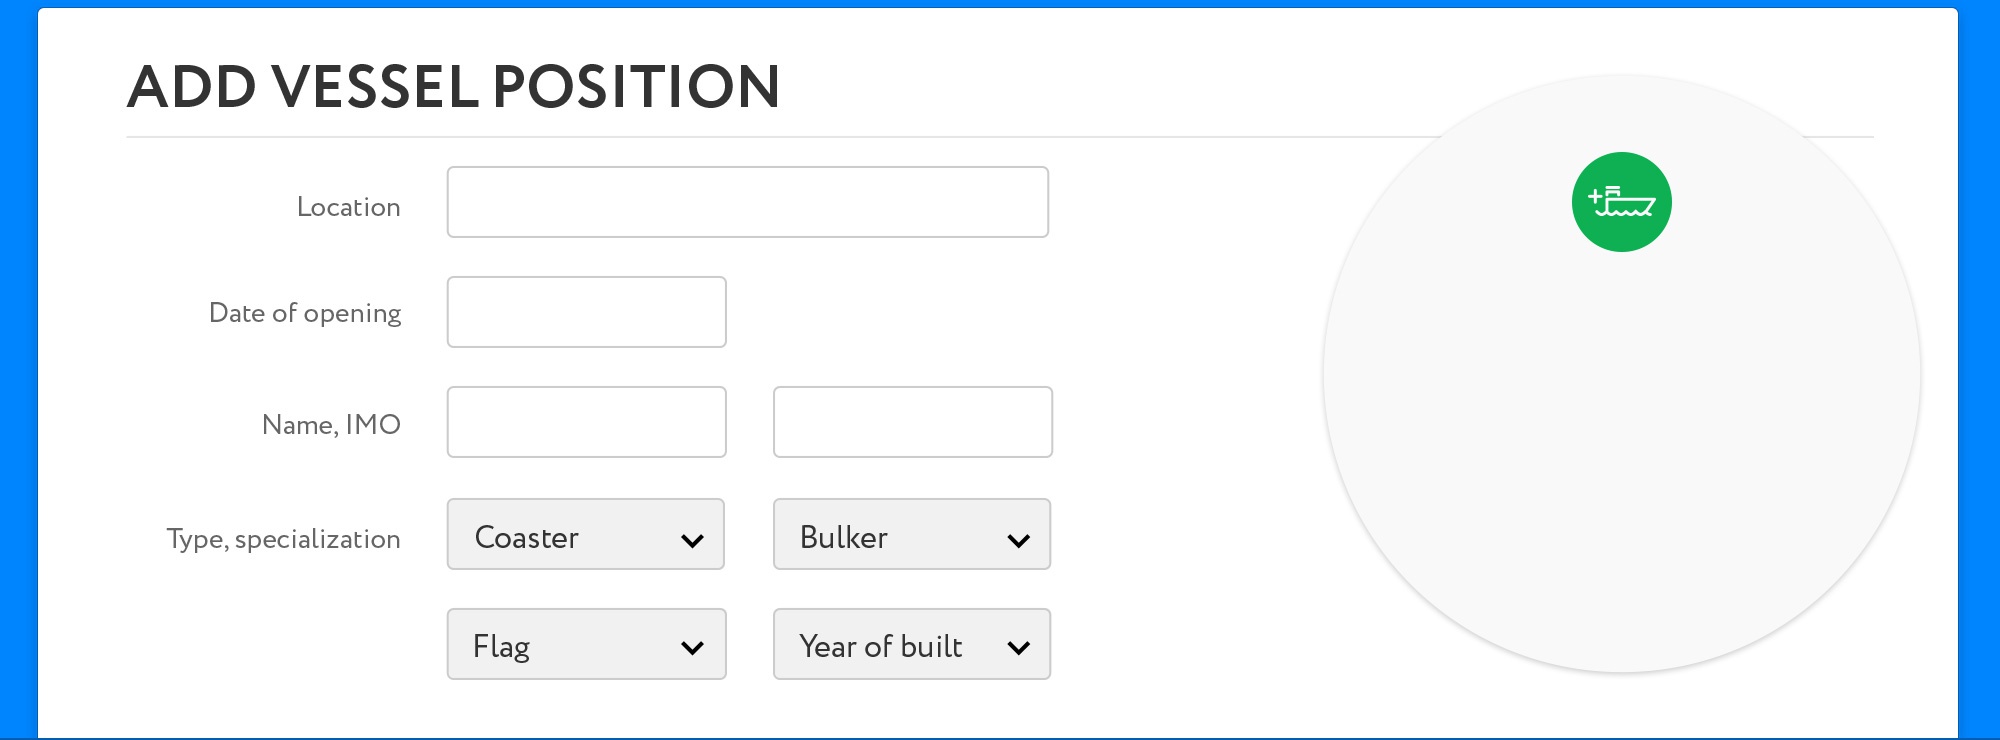 ADD VESSEL POSITION
Location
Date of opening
Name, IMO
Type, specialization
Coaster
Bulker
Flag
Year of built